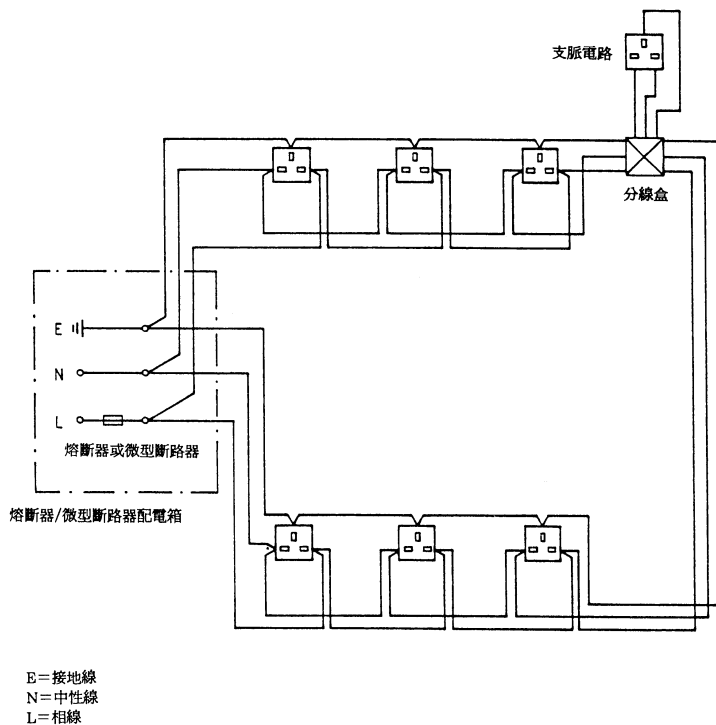 支脈電路
分線盒
E
N
L
熔斷器或微型斷路器
熔斷器/微型斷路器配電箱
E=接地線
N=中性線
L=相線